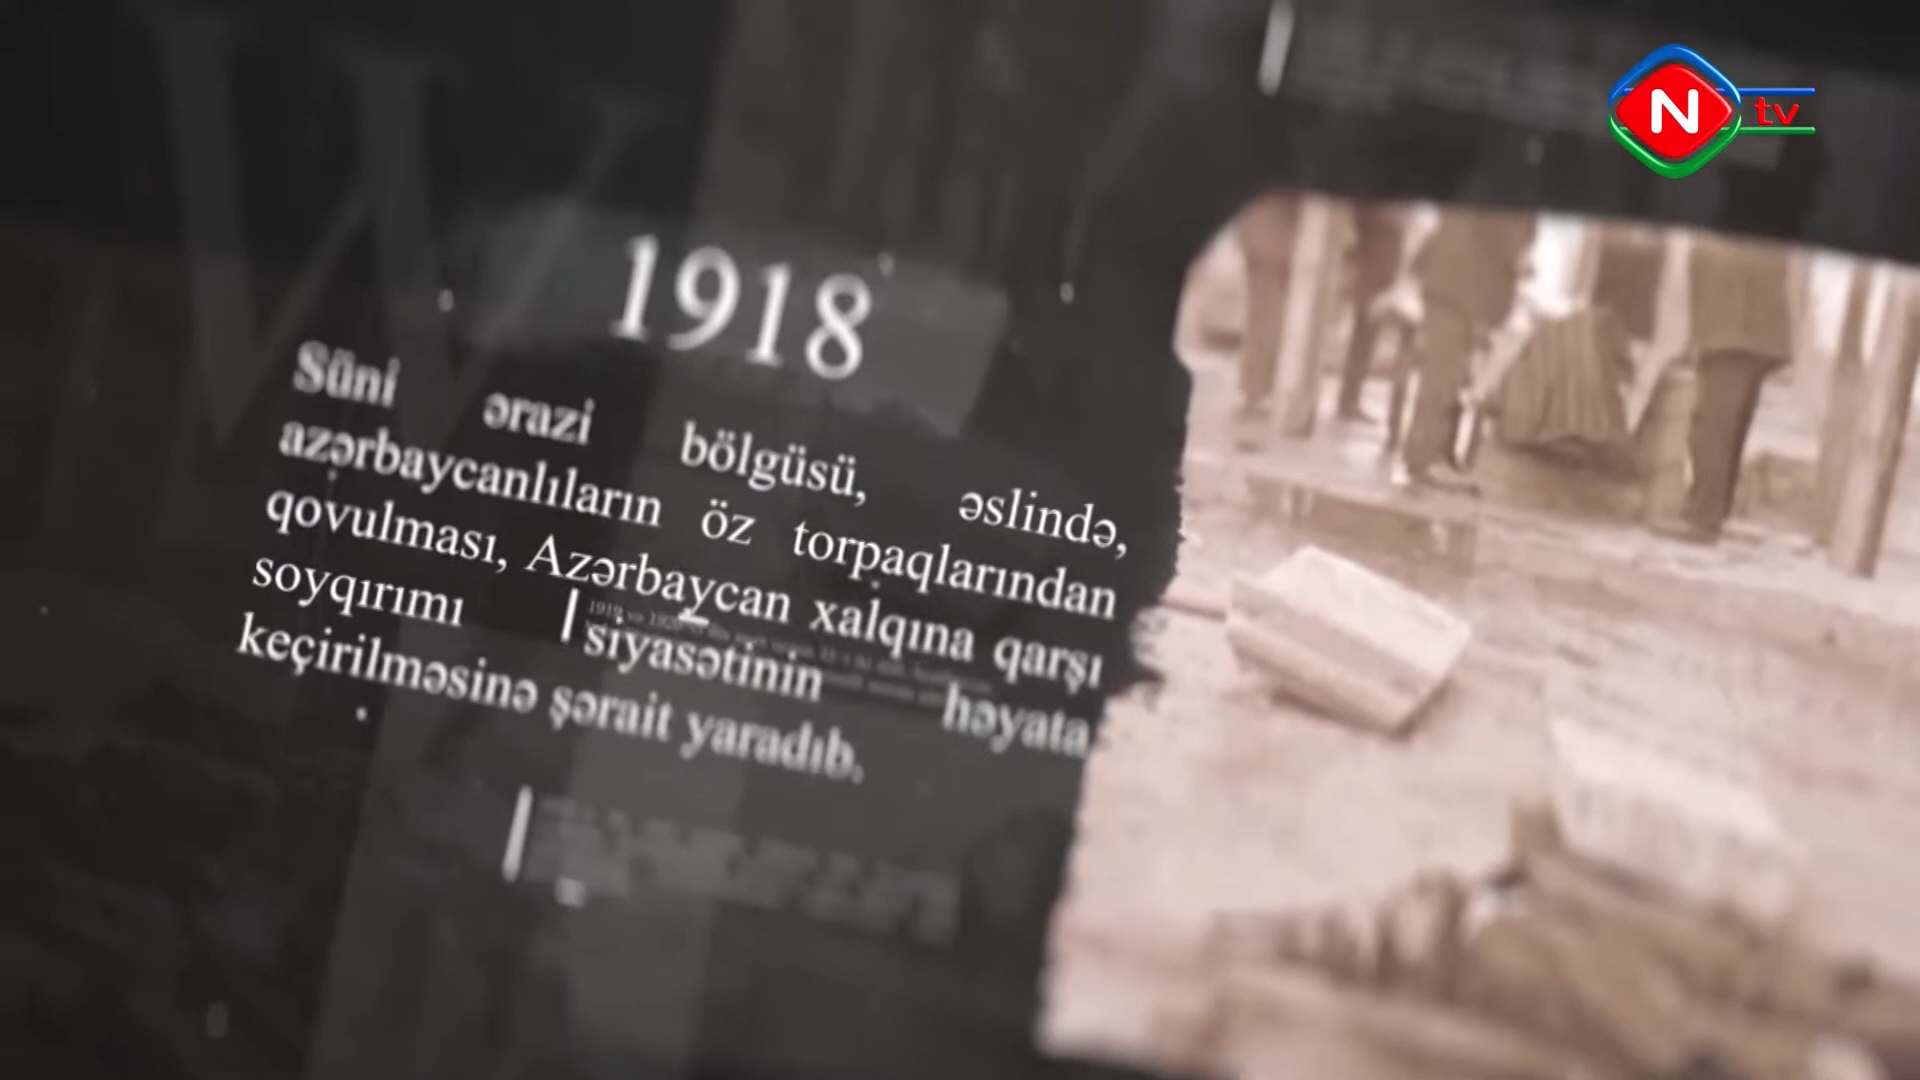 N tv
1918
Süni ərazi bölgüsü, əslində,
azərbaycanlıların öz torpaqlarından
qovulması, Azərbaycan xalqına qarşı
soyqırımı siyasətinin həyata
keçirilməsinə şərait yaradıb.